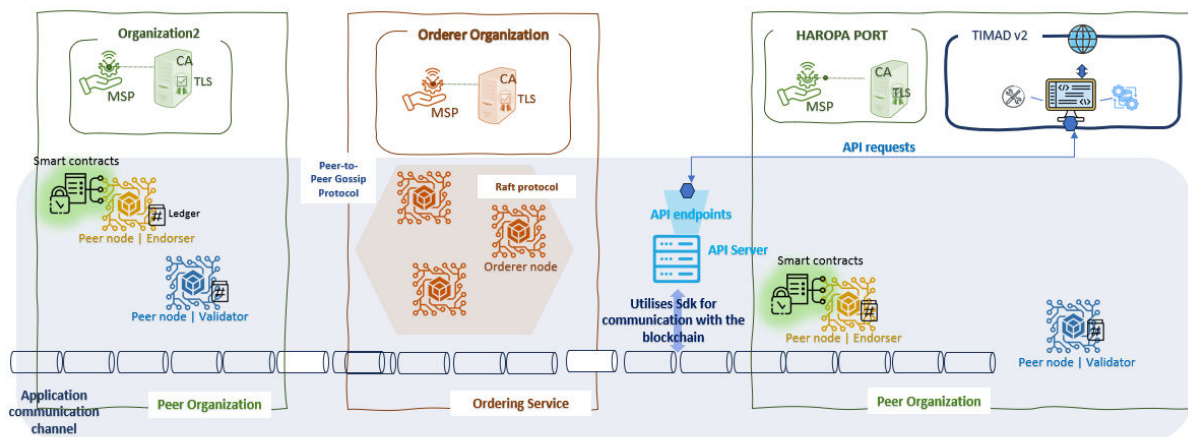 Organization2
CA
MSP
TLS
Orderer Organization
CA
MSP
TLS
HAROPA PORT
CA
MSP
TLS
TIMAD v2
API requests
Smart contracts
Ledger
Peer node | Endorser
Peer node | Validator
Peer-to-
Peer Gossip
Protocol
Raft protocol
Orderer node
API endpoints
API Server
Utilises Sdk for
communication with the
blockchain
Smart contracts
Peer node | Endorser
Peer node | Validator
Application
communication
channel
Peer Organization
Ordering Service
Peer Organization